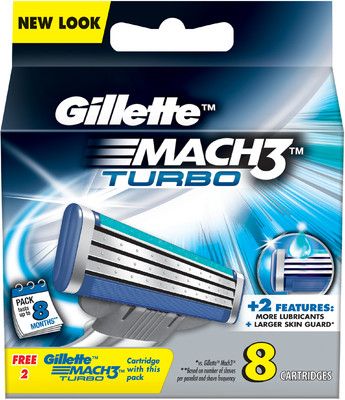 NEW LOOK
Gillette™
MACH3™
TURBO
PACK
lasts up to
8
MONTHS**
+2 FEATURES:
MORE LUBRICANTS
+ LARGER SKIN GUARD*
FREE
2
Gillette
MACH3™
TURBO
Cartridge
with this
pack
*vs. Gillette® Mach3®
**Based on number of shaves
per panelist and shave frequency
8 CARTRIDGES